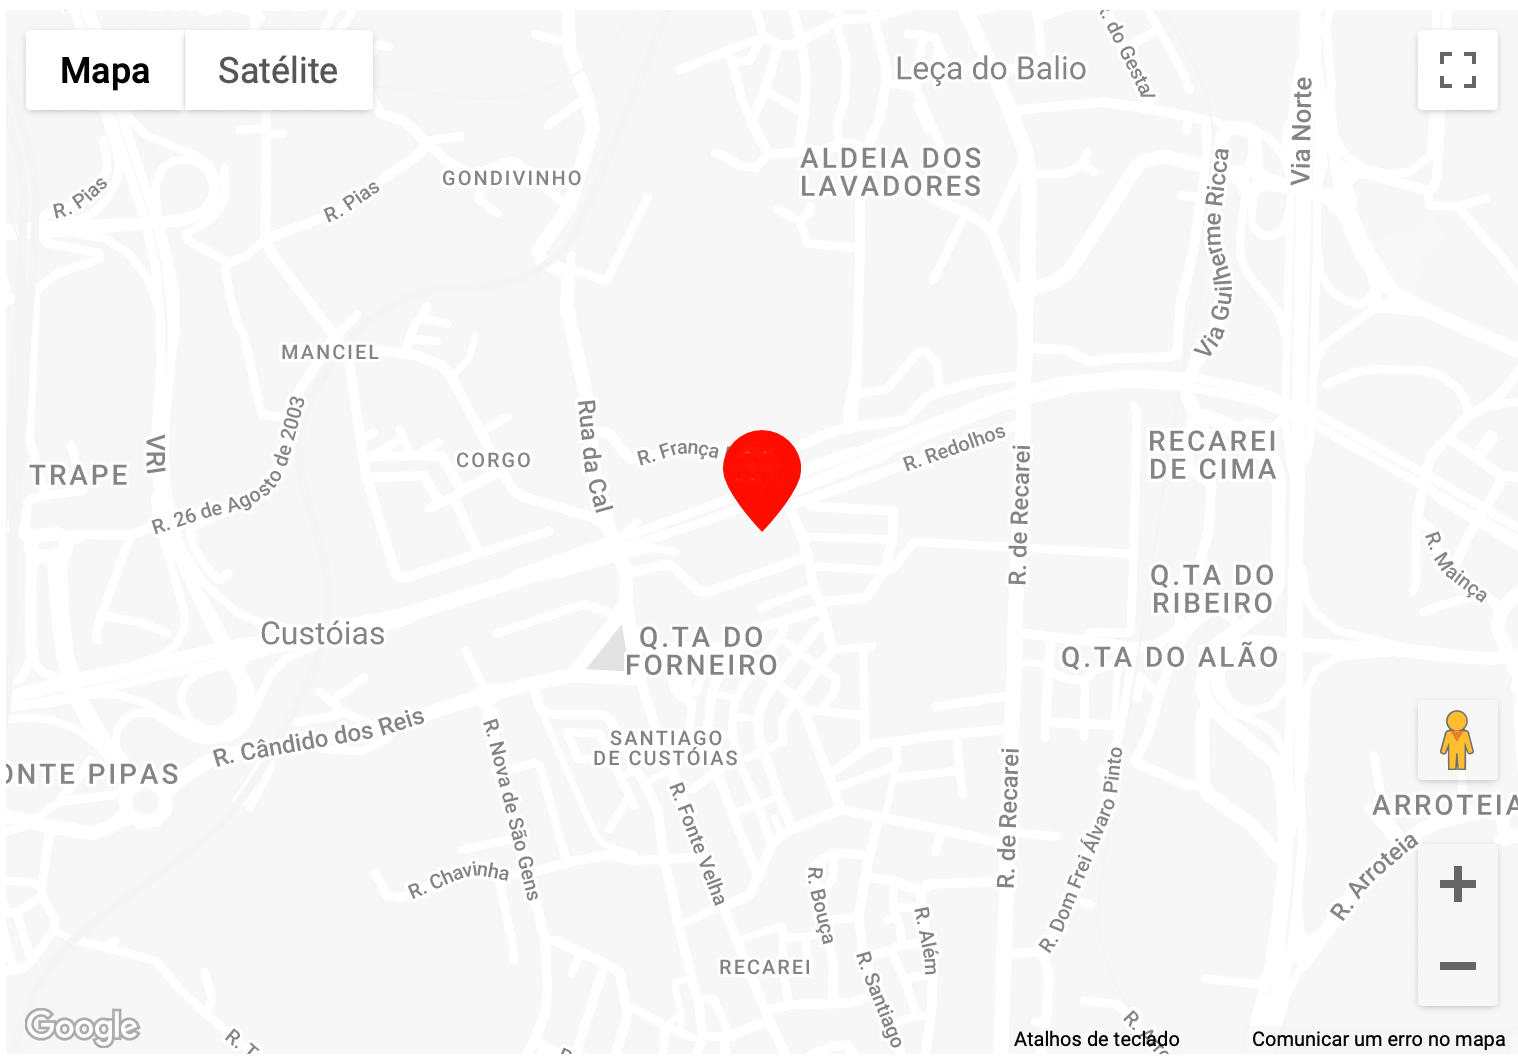 Mapa
Satélite
Leça do Balio
R. do Gestal
Via Norte
ALDEIA DOS
LAVADORES
GONDIVINHO
R. Pias
R. Pias
Via Guilherme Ricca
MANCIEL
R. 26 de Agosto de 2003
VRI
TRAPE
CORGO
Rua da Cal
R. França
R. Redolhos
R. de Recarei
RECAREI
DE CIMA
R. Mainça
Q.TA DO
RIBEIRO
Custóias
Q.TA DO
FORNEIRO
Q.TA DO ALÃO
R. Cândido dos Reis
ONTE PIPAS
R. Nova de São Gens
SANTIAGO
DE CUSTÓIAS
R. Fonte Velha
R. de Recarei
R. Dom Frei Álvaro Pinto
ARROTEIA
R. Arroteia
R. Chavinha
R. Bouça
R. Além
R. Santiago
RECAREI
Google
R. T
Atalhos de teclado
Comunicar um erro no mapa